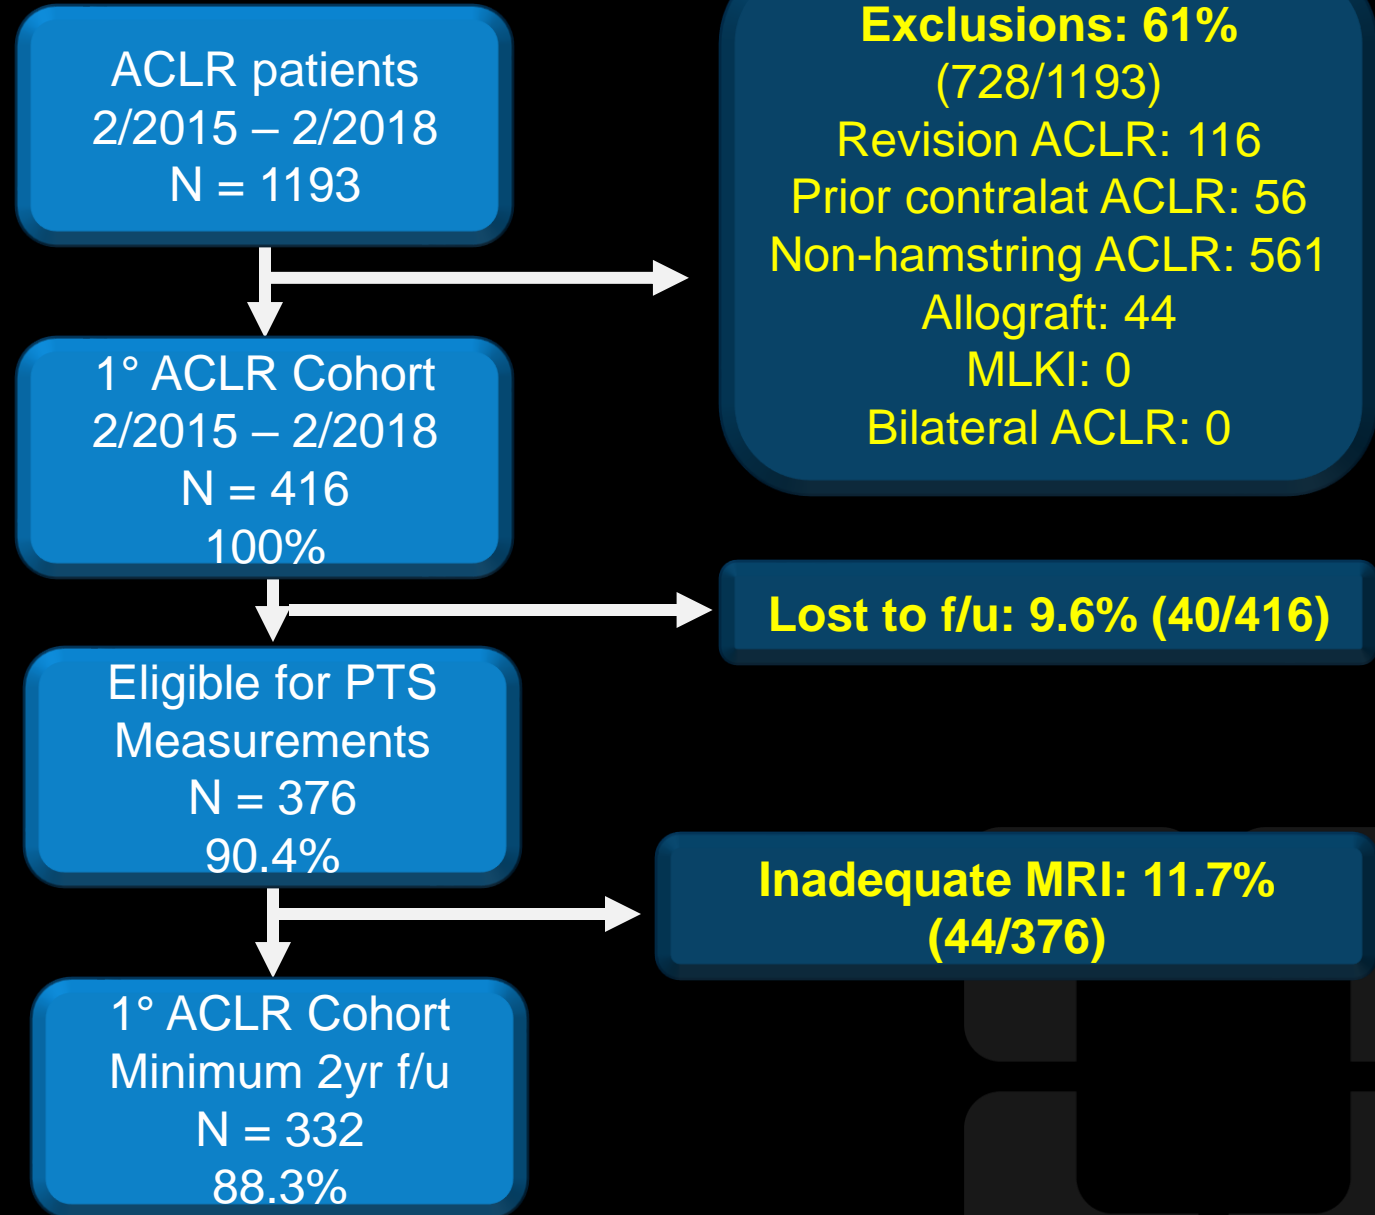 ACLR patients
2/2015 – 2/2018
N = 1193
Exclusions: 61%
(728/1193)
Revision ACLR: 116
Prior contralat ACLR: 56
Non-hamstring ACLR: 561
Allograft: 44
MLKI: 0
Bilateral ACLR: 0
1° ACLR Cohort
2/2015 – 2/2018
N = 416
100%
Lost to f/u: 9.6% (40/416)
Eligible for PTS
Measurements
N = 376
90.4%
Inadequate MRI: 11.7%
(44/376)
1° ACLR Cohort
Minimum 2yr f/u
N = 332
88.3%